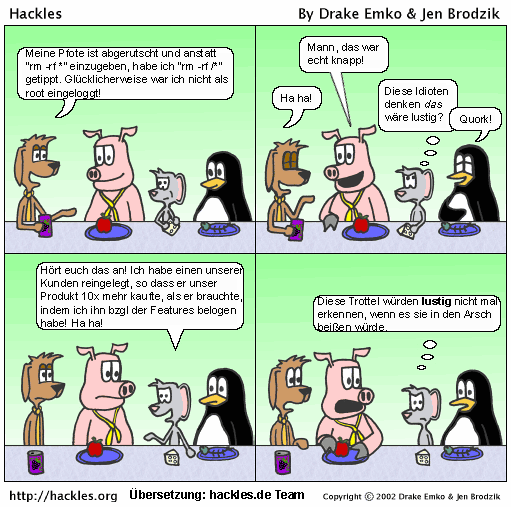 Hackles
By Drake Emko & Jen Brodzik
Meine Pfote ist abgerutscht und anstatt
"rm -rf *" einzugeben, habe ich "rm -rf /*"
getippt. Glücklicherweise war ich nicht als
root eingeloggt!
Ha ha!
Mann, das war
echt knapp!
Diese Idioten
denken das
wäre lustig?
Quork!
Hört euch das an! Ich habe einen unserer
Kunden reingelegt, so dass er unser
Produkt 10x mehr kaufte, als er brauchte,
indem ich ihn bzgl der Features belogen
habe! Ha ha!
Diese Trottel würden lustig nicht mal
erkennen, wenn es sie in den Arsch
beißen würde.
http://hackles.org
Übersetzung: hackles.de Team
Copyright © 2002 Drake Emko & Jen Brodzik